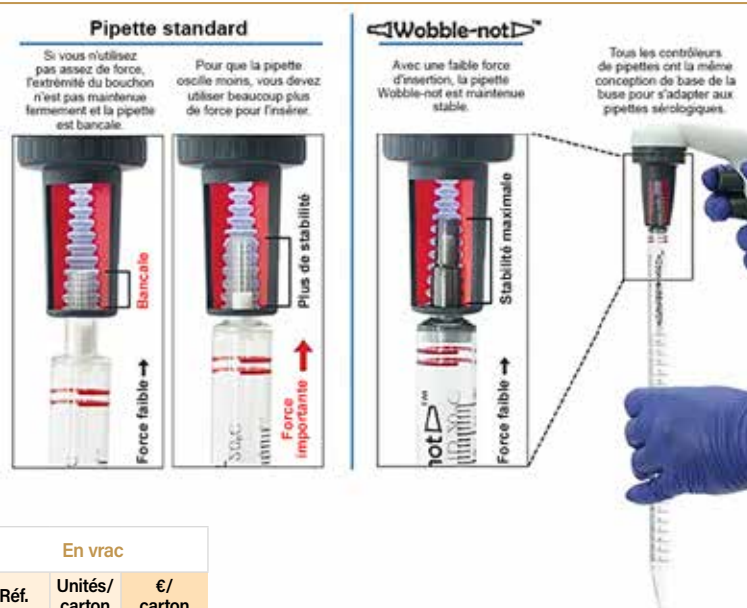 Pipette standard
Si vous n'utilisez
pas assez de force,
l'extrémité du bouchon
n'est pas maintenue
fermement et la pipette
est bancale.
Pour que la pipette
oscille moins, vous devez
utiliser beaucoup plus
de force pour l'insérer.
Bancale
Force faible →
Plus de stabilité
Force
importante →
Wobble-not™
Avec une faible force
d'insertion, la pipette
Wobble-not est maintenue
stable.
Stabilité maximale
Force faible →
not™
Tous les contrôleurs
de pipettes ont la même
conception de base de la
buse pour s'adapter aux
pipettes sérologiques.
En vrac
Réf.
Unités/
carton
€/
carton